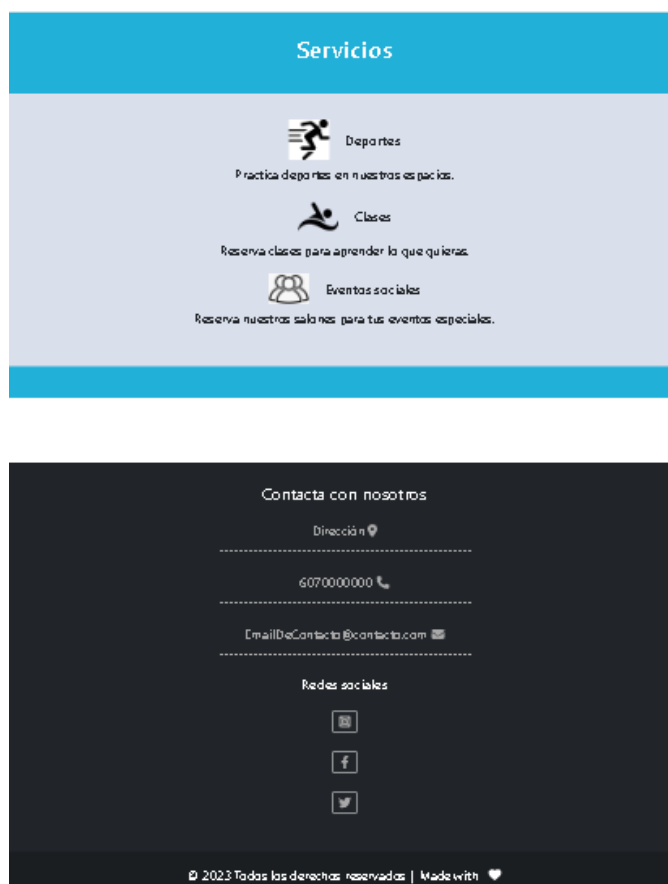 Servicios
Deportes
Practica deportes en nuestros espacios.
Clases
Reserva clases para aprender lo que quieras.
Eventos sociales
Reserva nuestros salones para tus eventos especiales.
Contacta con nosotros
Dirección
6070000000
EmailDeContacto@contacto.com
Redes sociales
© 2023 Todos los derechos reservados | Made with